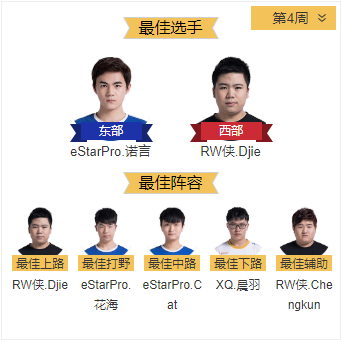 第4周
最佳选手
东部
西部
eStarPro.诺言
RW侠.Djie
最佳阵容
最佳上路
最佳打野
最佳中路
最佳下路
最佳辅助
RW侠.Djie
eStarPro.
花海
eStarPro.C
at
XQ.晨羽
RW侠.Che
ngkun